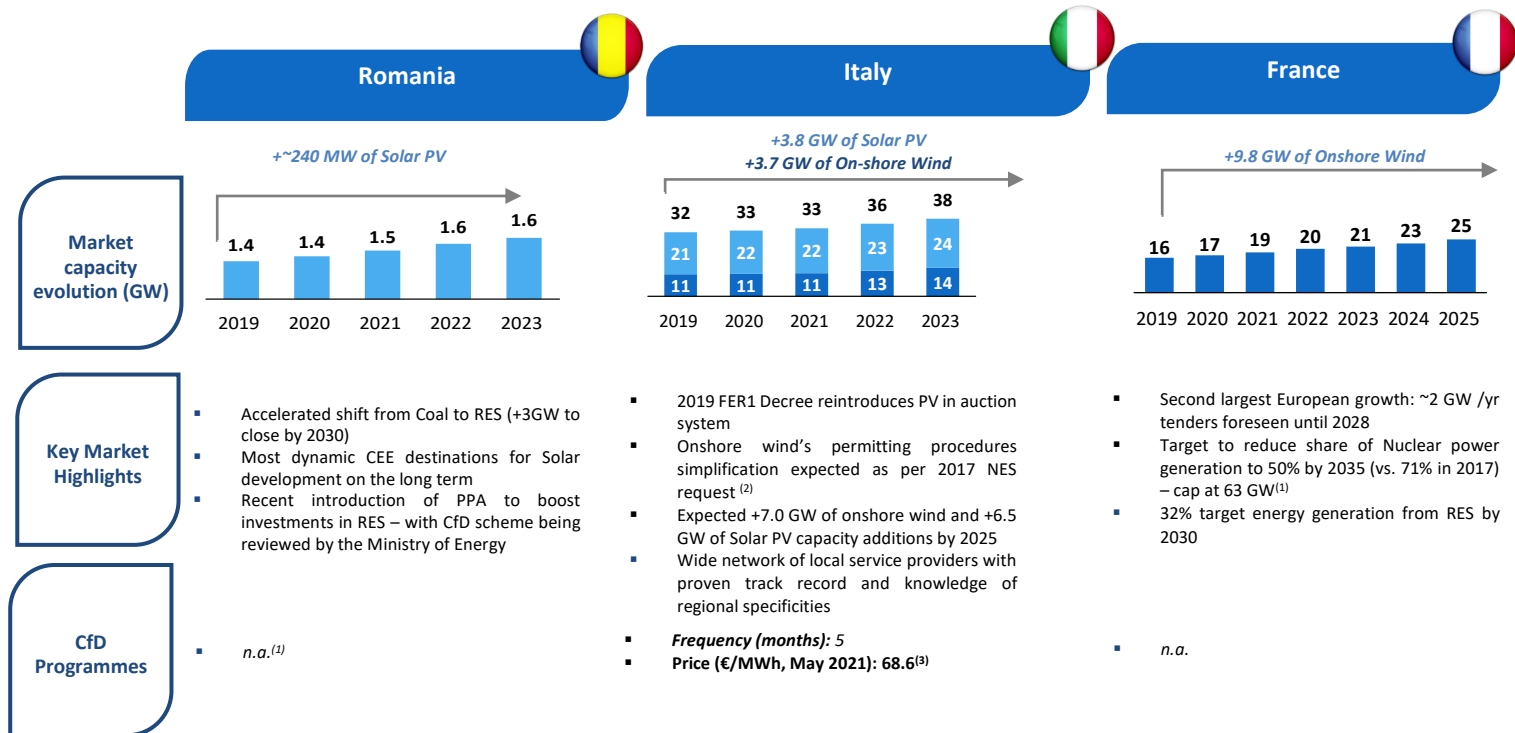 Romania
Italy
France
Market
capacity
evolution (GW)
+~240 MW of Solar PV
1.4
1.4
1.5
1.6
1.6
2019
2020
2021
2022
2023
+3.8 GW of Solar PV
+3.7 GW of On-shore Wind
32
33
33
36
38
21
22
22
23
24
11
11
11
13
14
2019
2020
2021
2022
2023
+9.8 GW of Onshore Wind
16
17
19
20
21
23
25
2019
2020
2021
2022
2023
2024
2025
Key Market
Highlights
▪ Accelerated shift from Coal to RES (+3GW to
close by 2030)
▪ Most dynamic CEE destinations for Solar
development on the long term
▪ Recent introduction of PPA to boost
investments in RES – with CfD scheme being
reviewed by the Ministry of Energy
▪ 2019 FER1 Decree reintroduces PV in auction
system
▪ Onshore wind's permitting procedures
simplification expected as per 2017 NES
request (2)
▪ Expected +7.0 GW of onshore wind and +6.5
GW of Solar PV capacity additions by 2025
▪ Wide network of local service providers with
proven track record and knowledge of
regional specificities
▪ Second largest European growth: ~2 GW /yr
tenders foreseen until 2028
▪ Target to reduce share of Nuclear power
generation to 50% by 2035 (vs. 71% in 2017)
– cap at 63 GW(1)
▪ 32% target energy generation from RES by
2030
CfD
Programmes
▪ n.a.(1)
▪ Frequency (months): 5
▪ Price (€/MWh, May 2021): 68.6(3)
▪ n.a.